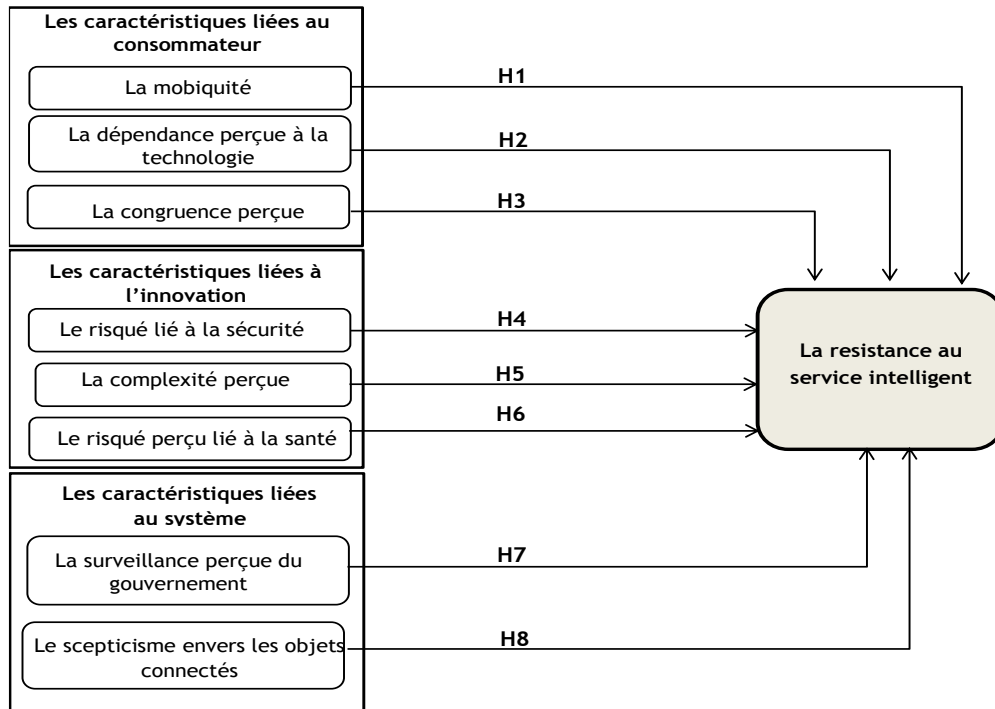 Les caractéristiques liées au
consommateur
La mobiquité
H1
La dépendance perçue à la
technologie
H2
La congruence perçue
H3
Les caractéristiques liées à
l’innovation
Le risqué lié à la sécurité
H4
La complexité perçue
H5
Le risqué perçu lié à la santé
H6
La resistance au
service intelligent
Les caractéristiques liées
au système
La surveillance perçue du
gouvernement
H7
Le scepticisme envers les objets
connectés
H8